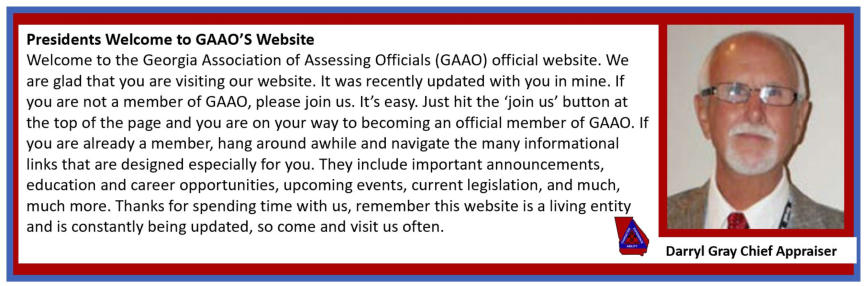 Presidents Welcome to GAAO'S Website
Welcome to the Georgia Association of Assessing Officials (GAAO) official website. We
are glad that you are visiting our website. It was recently updated with you in mine. If
you are not a member of GAAO, please join us. It's easy. Just hit the 'join us' button at
the top of the page and you are on your way to becoming an official member of GAAO. If
you are already a member, hang around awhile and navigate the many informational
links that are designed especially for you. They include important announcements,
education and career opportunities, upcoming events, current legislation, and much,
much more. Thanks for spending time with us, remember this website is a living entity
and is constantly being updated, so come and visit us often.
Darryl Gray Chief Appraiser